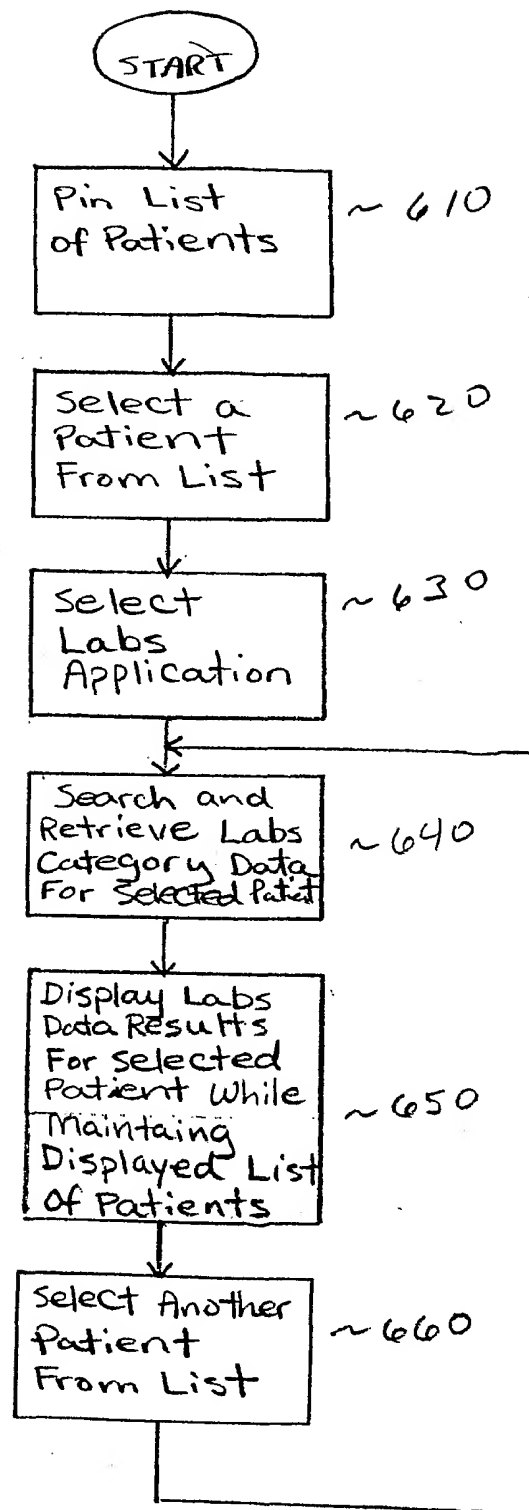 START
Pin List
of Patients
~ 610
Select a
Patient
From List
~ 620
Select
Labs
Application
~ 630
Search and
Retrieve Labs
Category Data
For Selected Patient
~ 640
Display Labs
Data Results
For Selected
Patient While
Maintaing
Displayed List
Of Patients
~ 650
Select Another
Patient
From List
~ 660